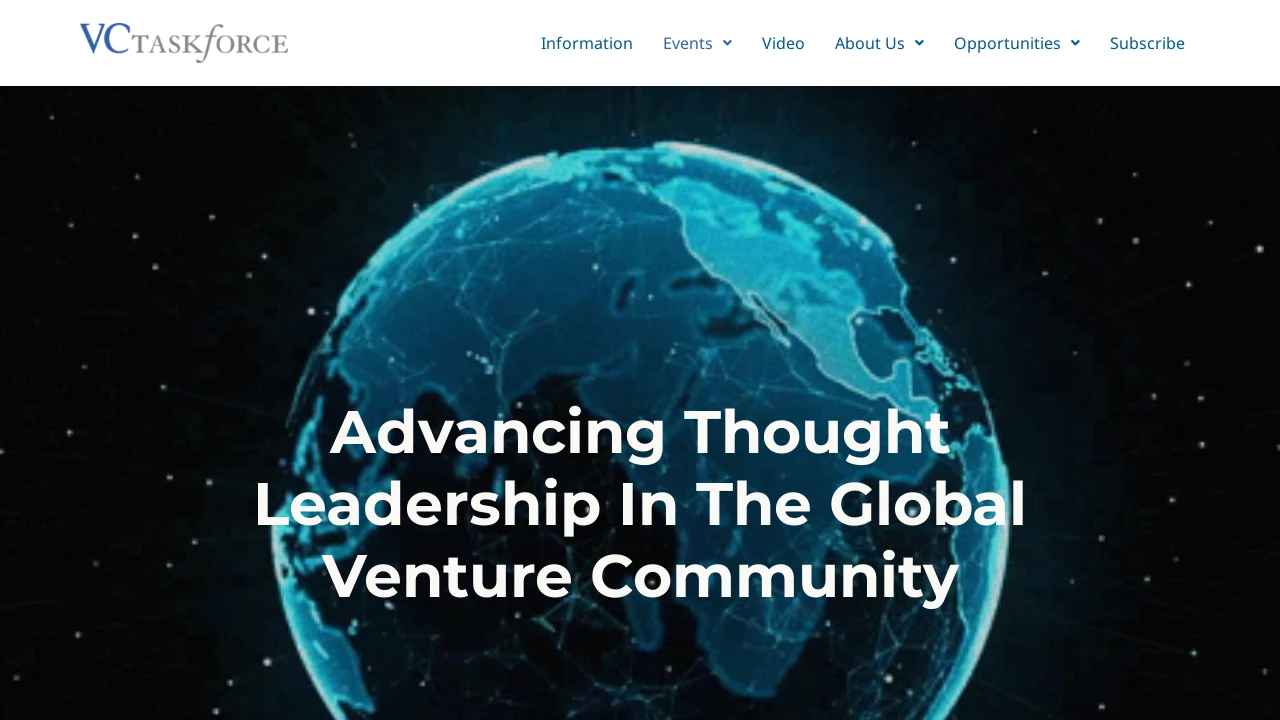 VCTASKfORCE
Information Events Video About Us Opportunities Subscribe
Advancing Thought
Leadership In The Global
Venture Community